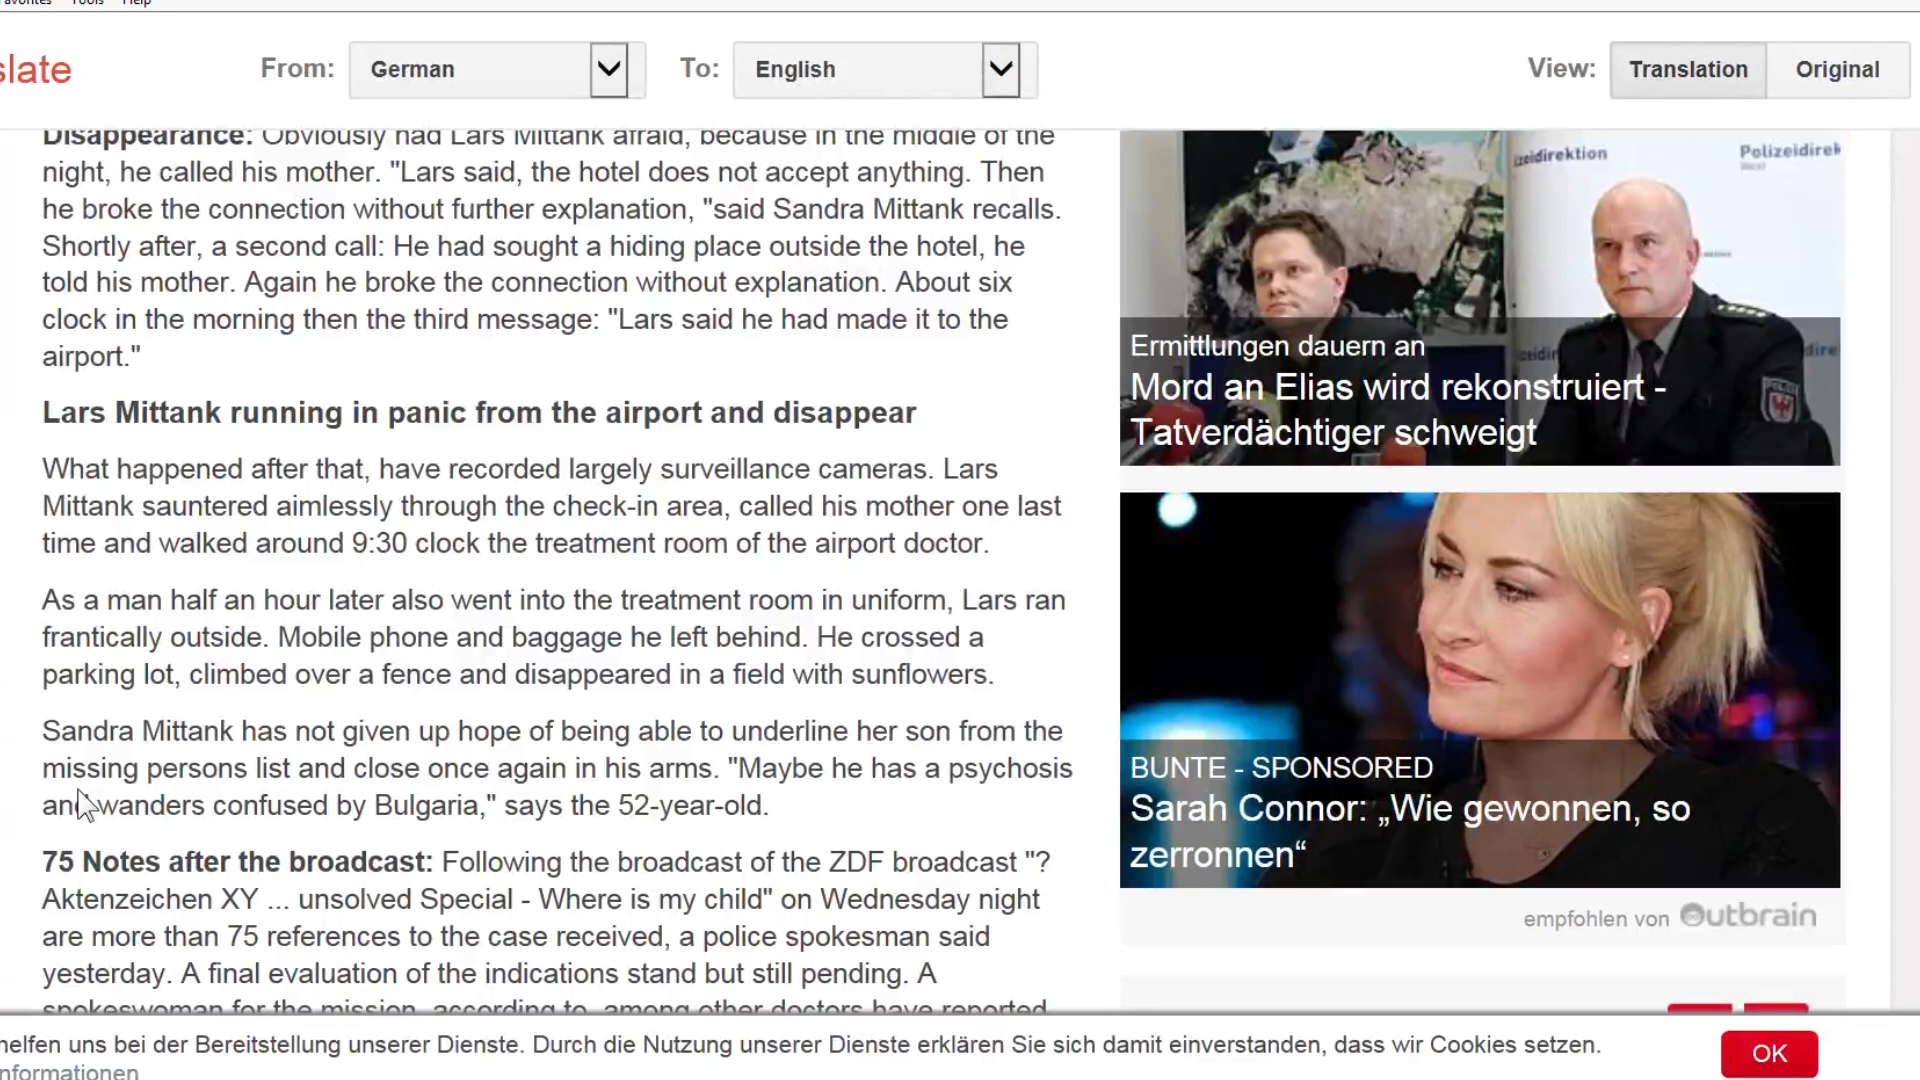 Favorites Tools Help
slate
From: German
To: English
View: Translation Original
Disappearance: Obviously had Lars Mittank afraid, because in the middle of the
night, he called his mother. "Lars said, the hotel does not accept anything. Then
he broke the connection without further explanation, "said Sandra Mittank recalls.
Shortly after, a second call: He had sought a hiding place outside the hotel, he
told his mother. Again he broke the connection without explanation. About six
clock in the morning then the third message: "Lars said he had made it to the
airport."
Lars Mittank running in panic from the airport and disappear
What happened after that, have recorded largely surveillance cameras. Lars
Mittank sauntered aimlessly through the check-in area, called his mother one last
time and walked around 9:30 clock the treatment room of the airport doctor.
As a man half an hour later also went into the treatment room in uniform, Lars ran
frantically outside. Mobile phone and baggage he left behind. He crossed a
parking lot, climbed over a fence and disappeared in a field with sunflowers.
Sandra Mittank has not given up hope of being able to underline her son from the
missing persons list and close once again in his arms. "Maybe he has a psychosis
and wanders confused by Bulgaria," says the 52-year-old.
75 Notes after the broadcast: Following the broadcast of the ZDF broadcast "?
Aktenzeichen XY ... unsolved Special - Where is my child" on Wednesday night
are more than 75 references to the case received, a police spokesman said
yesterday. A final evaluation of the indications stand but still pending. A
spokeswoman for the mission, according to, among other doctors have reported
izeidirektion
Polizeidirek
Ermittlungen dauern an
Mord an Elias wird rekonstruiert -
Tatverdächtiger schweigt
BUNTE - SPONSORED
Sarah Connor: „Wie gewonnen, so
zerronnen“
empfohlen von Outbrain
helfen uns bei der Bereitstellung unserer Dienste. Durch die Nutzung unserer Dienste erklären Sie sich damit einverstanden, dass wir Cookies setzen.
nformationen
OK